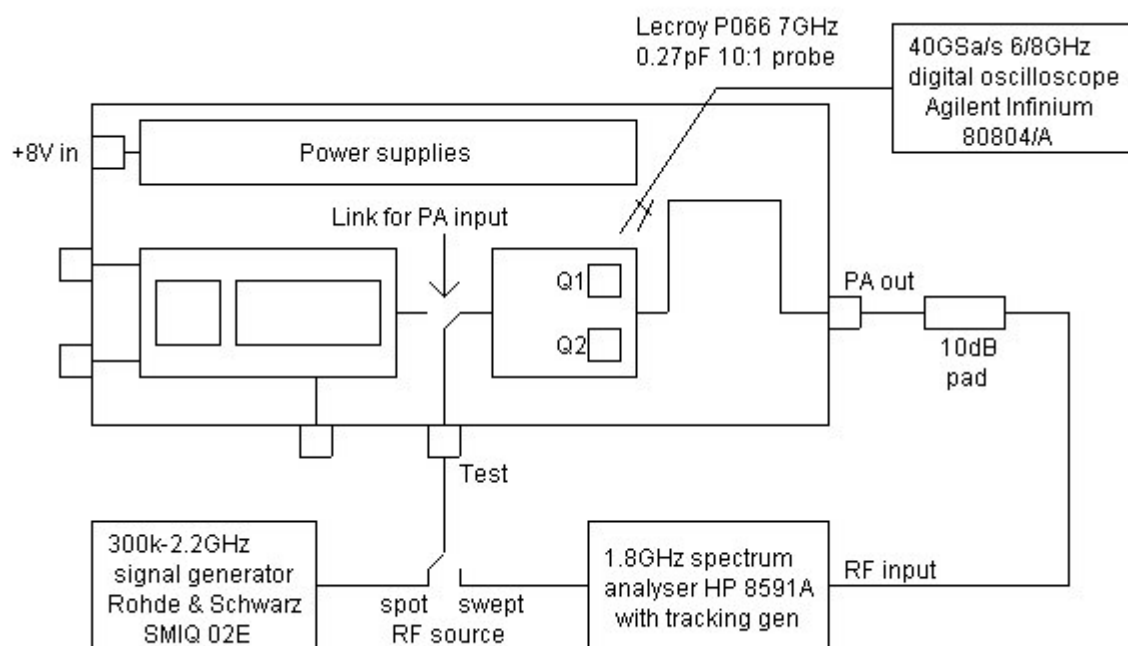 Lecroy P066 7GHz
0.27pF 10:1 probe
40GSa/s 6/8GHz
digital oscilloscope
Agilent Infinium
80804/A
+8V in
Power supplies
Link for PA input
Q1
Q2
PA out
10dB
pad
Test
300k-2.2GHz
signal generator
Rohde & Schwarz
SMIQ 02E
spot
swept
RF source
1.8GHz spectrum
analyser HP 8591A
with tracking gen
RF input